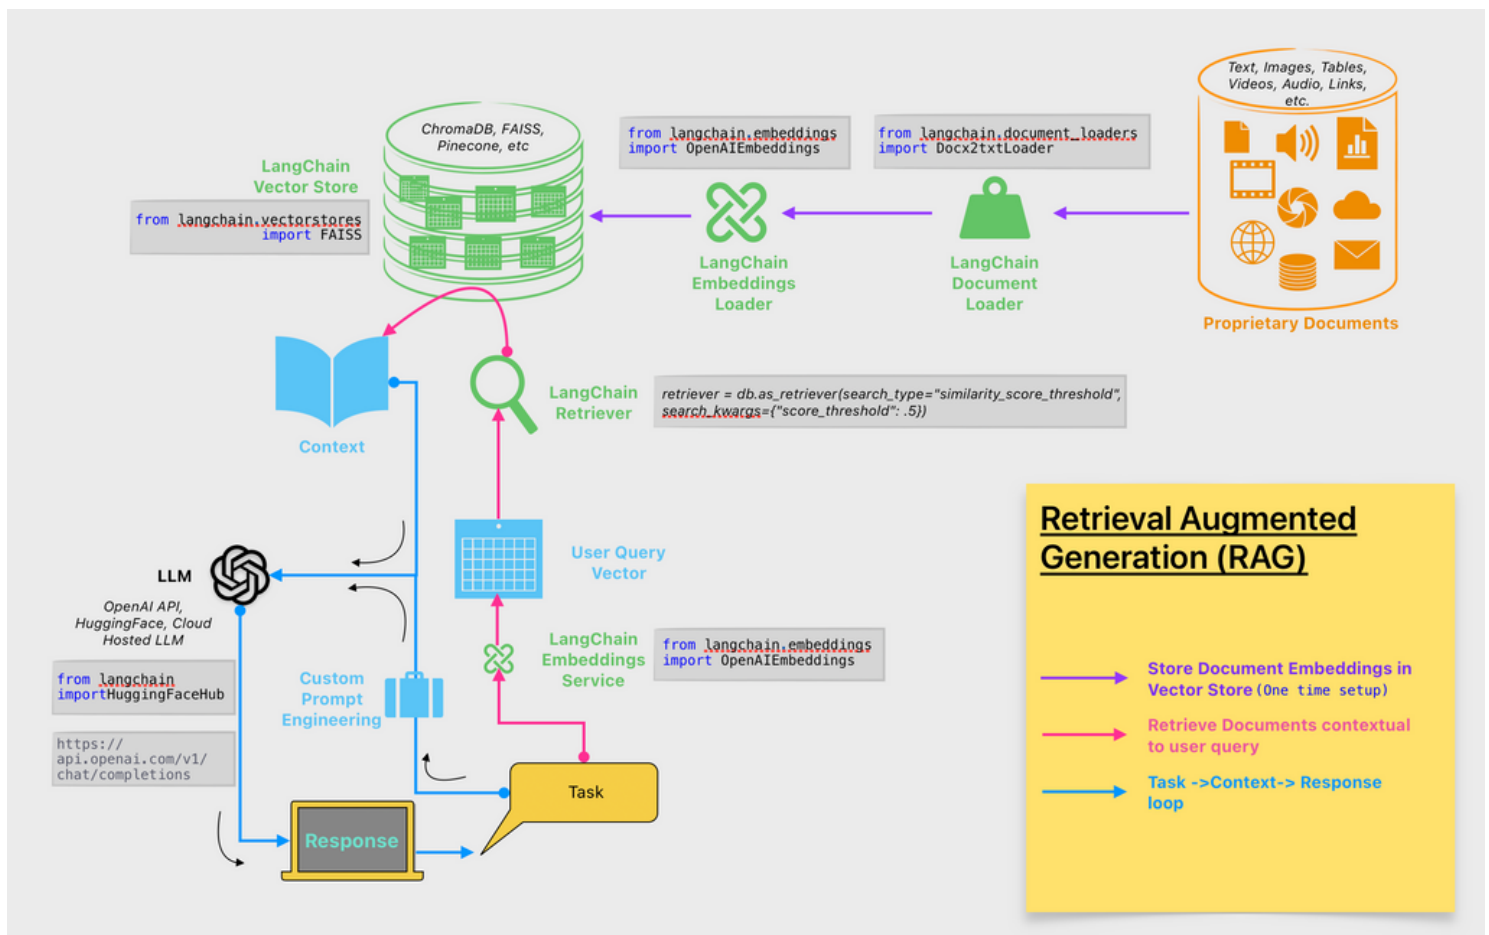 Text, Images, Tables,
Videos, Audio, Links,
etc.
Proprietary Documents
from langchain.document_loaders
import Docx2txtLoader
LangChain
Document
Loader
from langchain.embeddings
import OpenAIEmbeddings
LangChain
Embeddings
Loader
ChromaDB, FAISS,
Pinecone, etc
LangChain
Vector Store
from langchain.vectorstores
import FAISS
Context
LangChain
Retriever
retriever = db.as_retriever(search_type="similarity_score_threshold",
search_kwargs={"score_threshold": .5})
User Query
Vector
LangChain
Embeddings
Service
from langchain.embeddings
import OpenAIEmbeddings
LLM
OpenAI API,
HuggingFace, Cloud
Hosted LLM
from langchain
importHuggingFaceHub
https://
api.openai.com/v1/
chat/completions
Custom
Prompt
Engineering
Response
Task
Retrieval Augmented
Generation (RAG)
Store Document Embeddings in
Vector Store (One time setup)
Retrieve Documents contextual
to user query
Task ->Context-> Response
loop